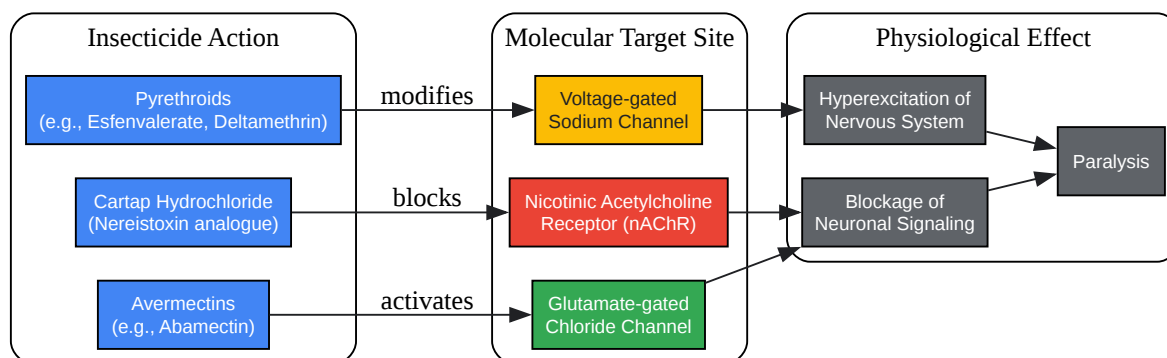 Insecticide Action
Molecular Target Site
Physiological Effect
Pyrethroids
(e.g., Esfenvalerate, Deltamethrin)
modifies
Voltage-gated
Sodium Channel
Hyperexcitation of
Nervous System
Paralysis
Cartap Hydrochloride
(Nereistoxin analogue)
blocks
Nicotinic Acetylcholine
Receptor (nAChR)
Blockage of
Neuronal Signaling
Avermectins
(e.g., Abamectin)
activates
Glutamate-gated
Chloride Channel